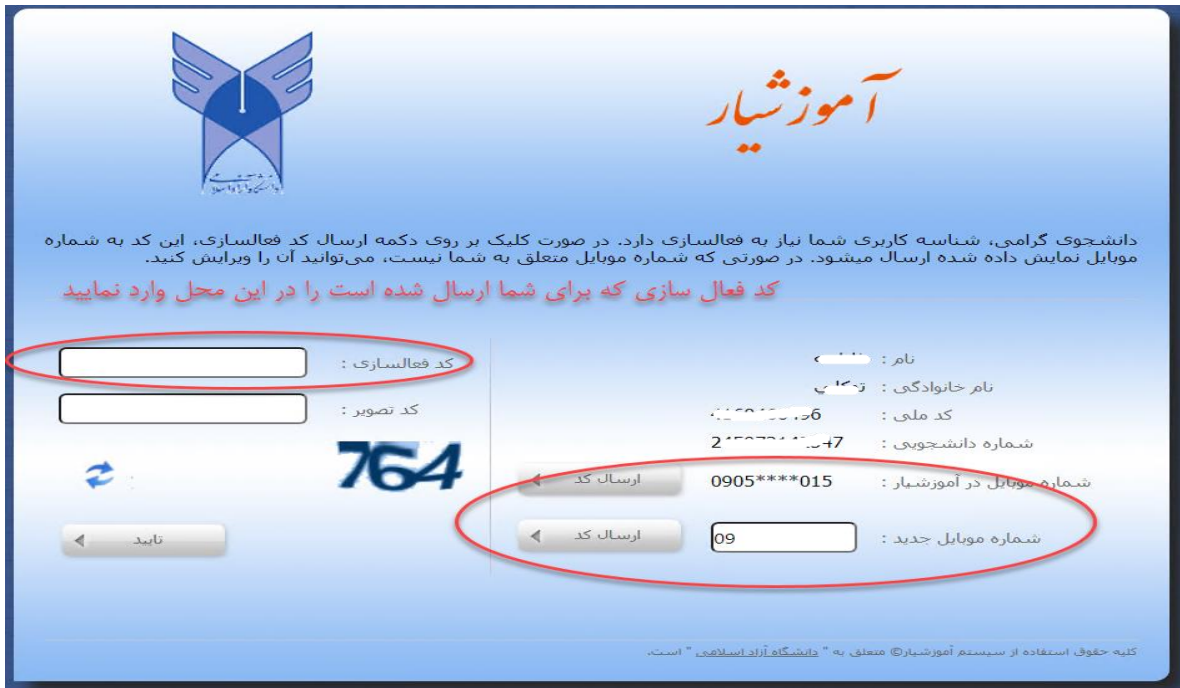 آموزشیار
دانشجوی گرامی، شناسه کاربری شما نیاز به فعالسازی دارد. در صورت کلیک بر روی دکمه ارسال کد فعالسازی، این کد به شماره
موبایل نمایش داده شده ارسال میشود. در صورتی که شماره موبایل متعلق به شما نیست، می‌توانید آن را ویرایش کنید.
کد فعال سازی که برای شما ارسال شده است را در این محل وارد نمایید
نام :
نام خانوادگی :
کد ملی :
شماره دانشجویی :
شماره موبایل در آموزشیار : 0905****015 ارسال کد
شماره موبایل جدید : 09 ارسال کد
کد فعالسازی :
کد تصویر :
764
تایید
کلیه حقوق استفاده از سیستم آموزشیار© متعلق به " دانشگاه آزاد اسلامی " است.